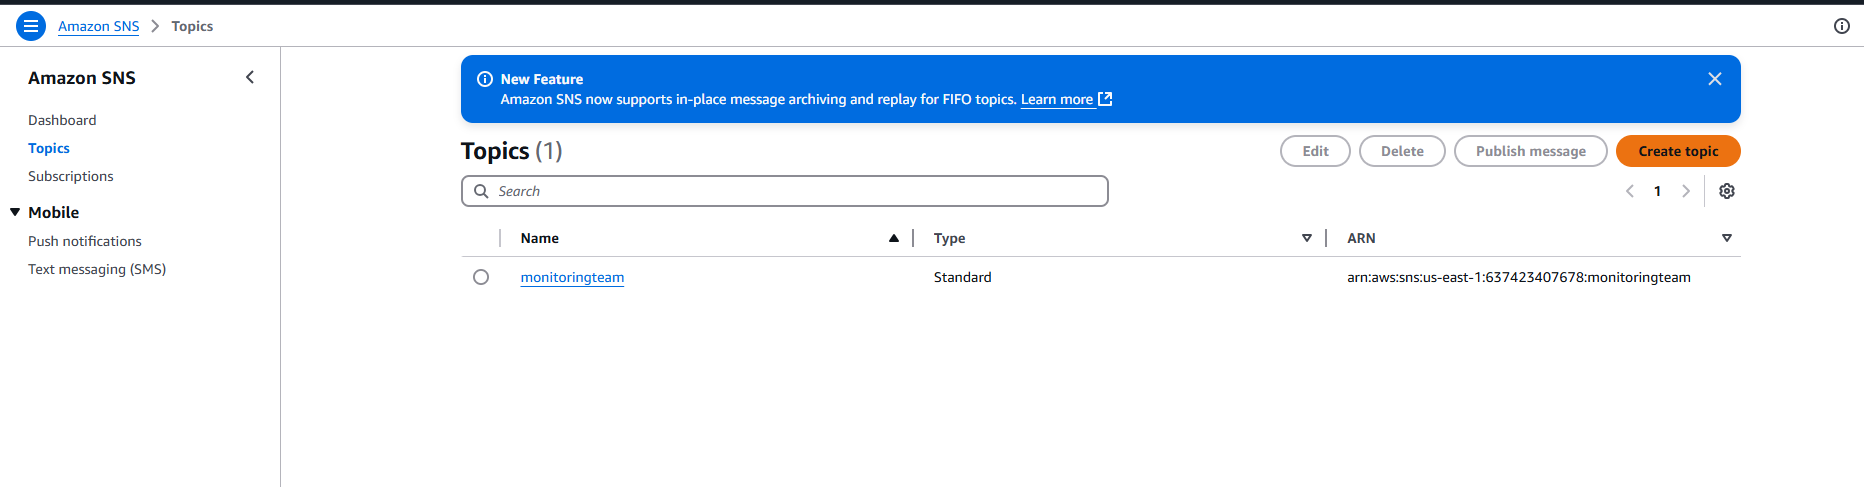 Amazon SNS > Topics
Amazon SNS
Dashboard
Topics
Subscriptions
Mobile
Push notifications
Text messaging (SMS)
New Feature
Amazon SNS now supports in-place message archiving and replay for FIFO topics. Learn more
Topics (1)
Edit Delete Publish message Create topic
Search
1
Name Type ARN
monitoringteam Standard arn:aws:sns:us-east-1:637423407678:monitoringteam